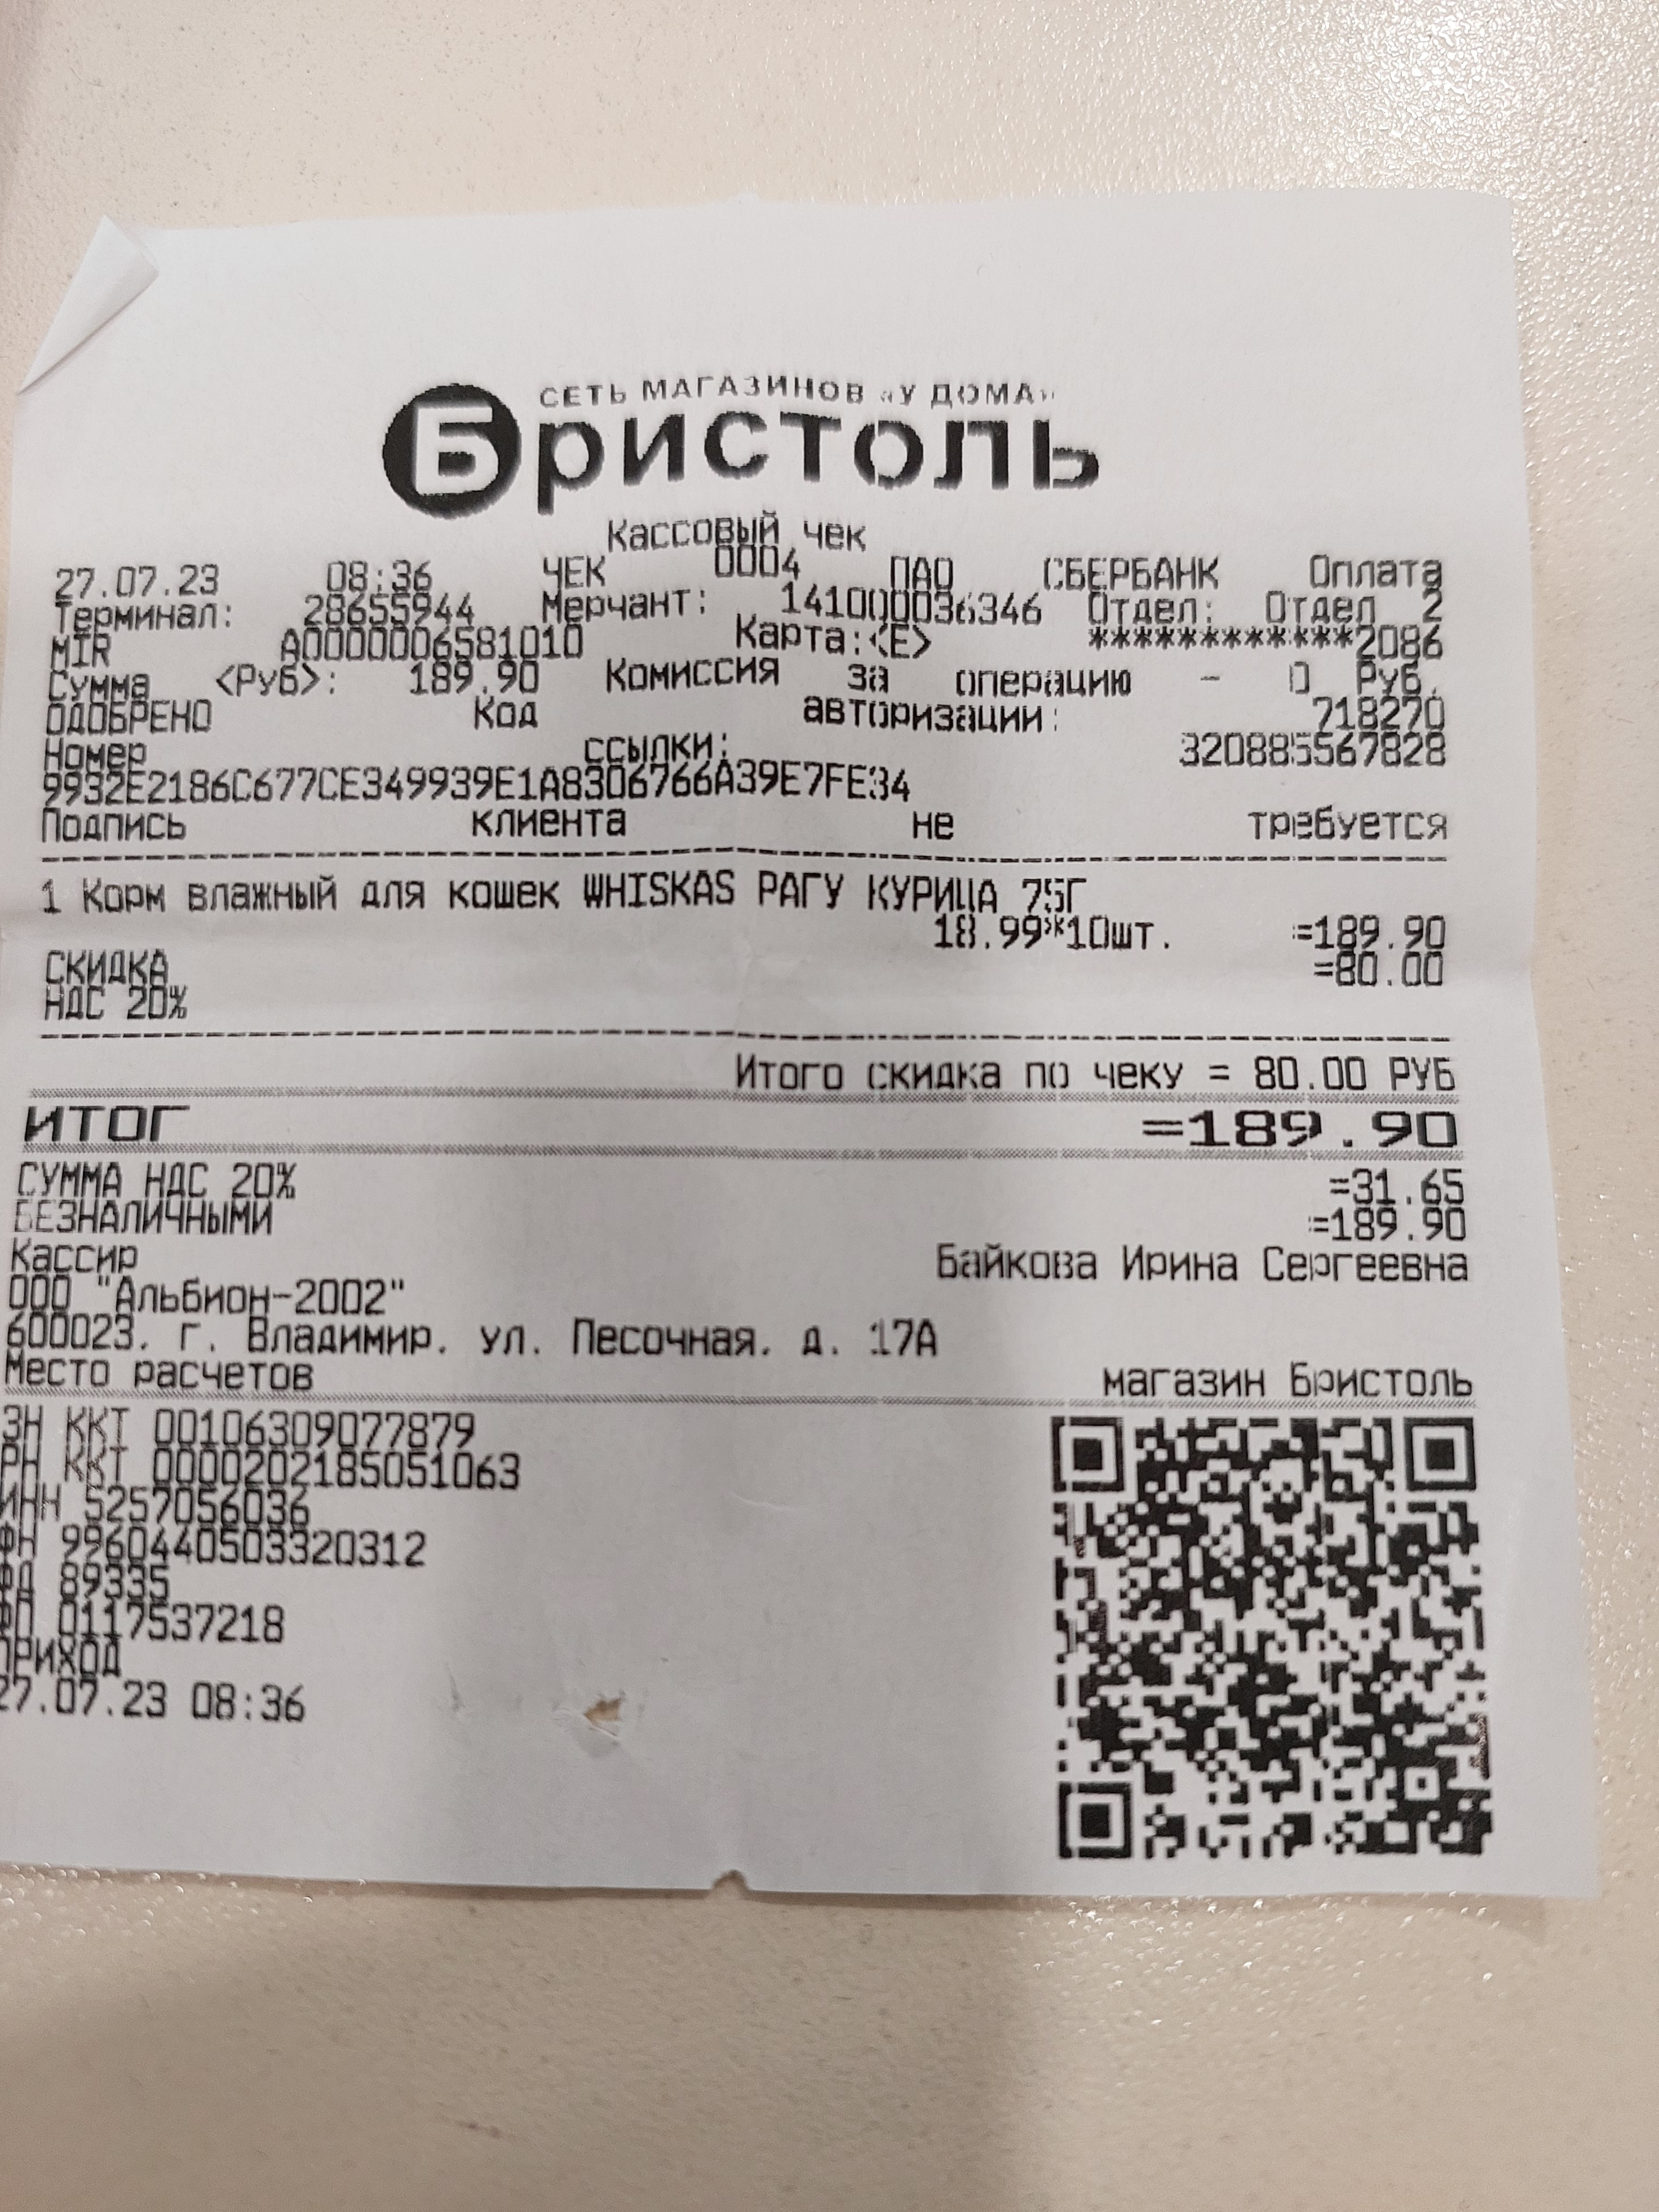 СЕТЬ МАГАЗИНОВ «У ДОМА»
Бристоль
Кассовый чек
27.07.23 08:36 ЧЕК 0004 ПАО СБЕРБАНК Оплата
Терминал: 28655944 Мерчант: 141000036346 Отдел: Отдел 2
MIR A0000006581010 Карта:<E> ************2086
Сумма <Руб>: 189.90 Комиссия за операцию - 0 Руб.
ОДОБРЕНО Код авторизации: 718270
Номер ссылки: 320885567828
9932E2186C677CE349939E1A8306766A39E7FE34
Подпись клиента не требуется
1 Корм влажный для кошек WHISKAS РАГУ КУРИЦА 75Г
18.99*10шт. =189.90
СКИДКА =80.00
НДС 20%
Итого скидка по чеку = 80.00 РУБ
ИТОГ =189.90
СУММА НДС 20% =31.65
БЕЗНАЛИЧНЫМИ =189.90
Кассир Байкова Ирина Сергеевна
ООО "Альбион-2002"
600023, г. Владимир, ул. Песочная, д. 17А
Место расчетов магазин Бристоль
ЗН ККТ 00106309077879
РН ККТ 0000202185051063
ИНН 5257056036
ФН 9960440503320312
ФД 89335
ФП 0117537218
ПРИХОД
27.07.23 08:36